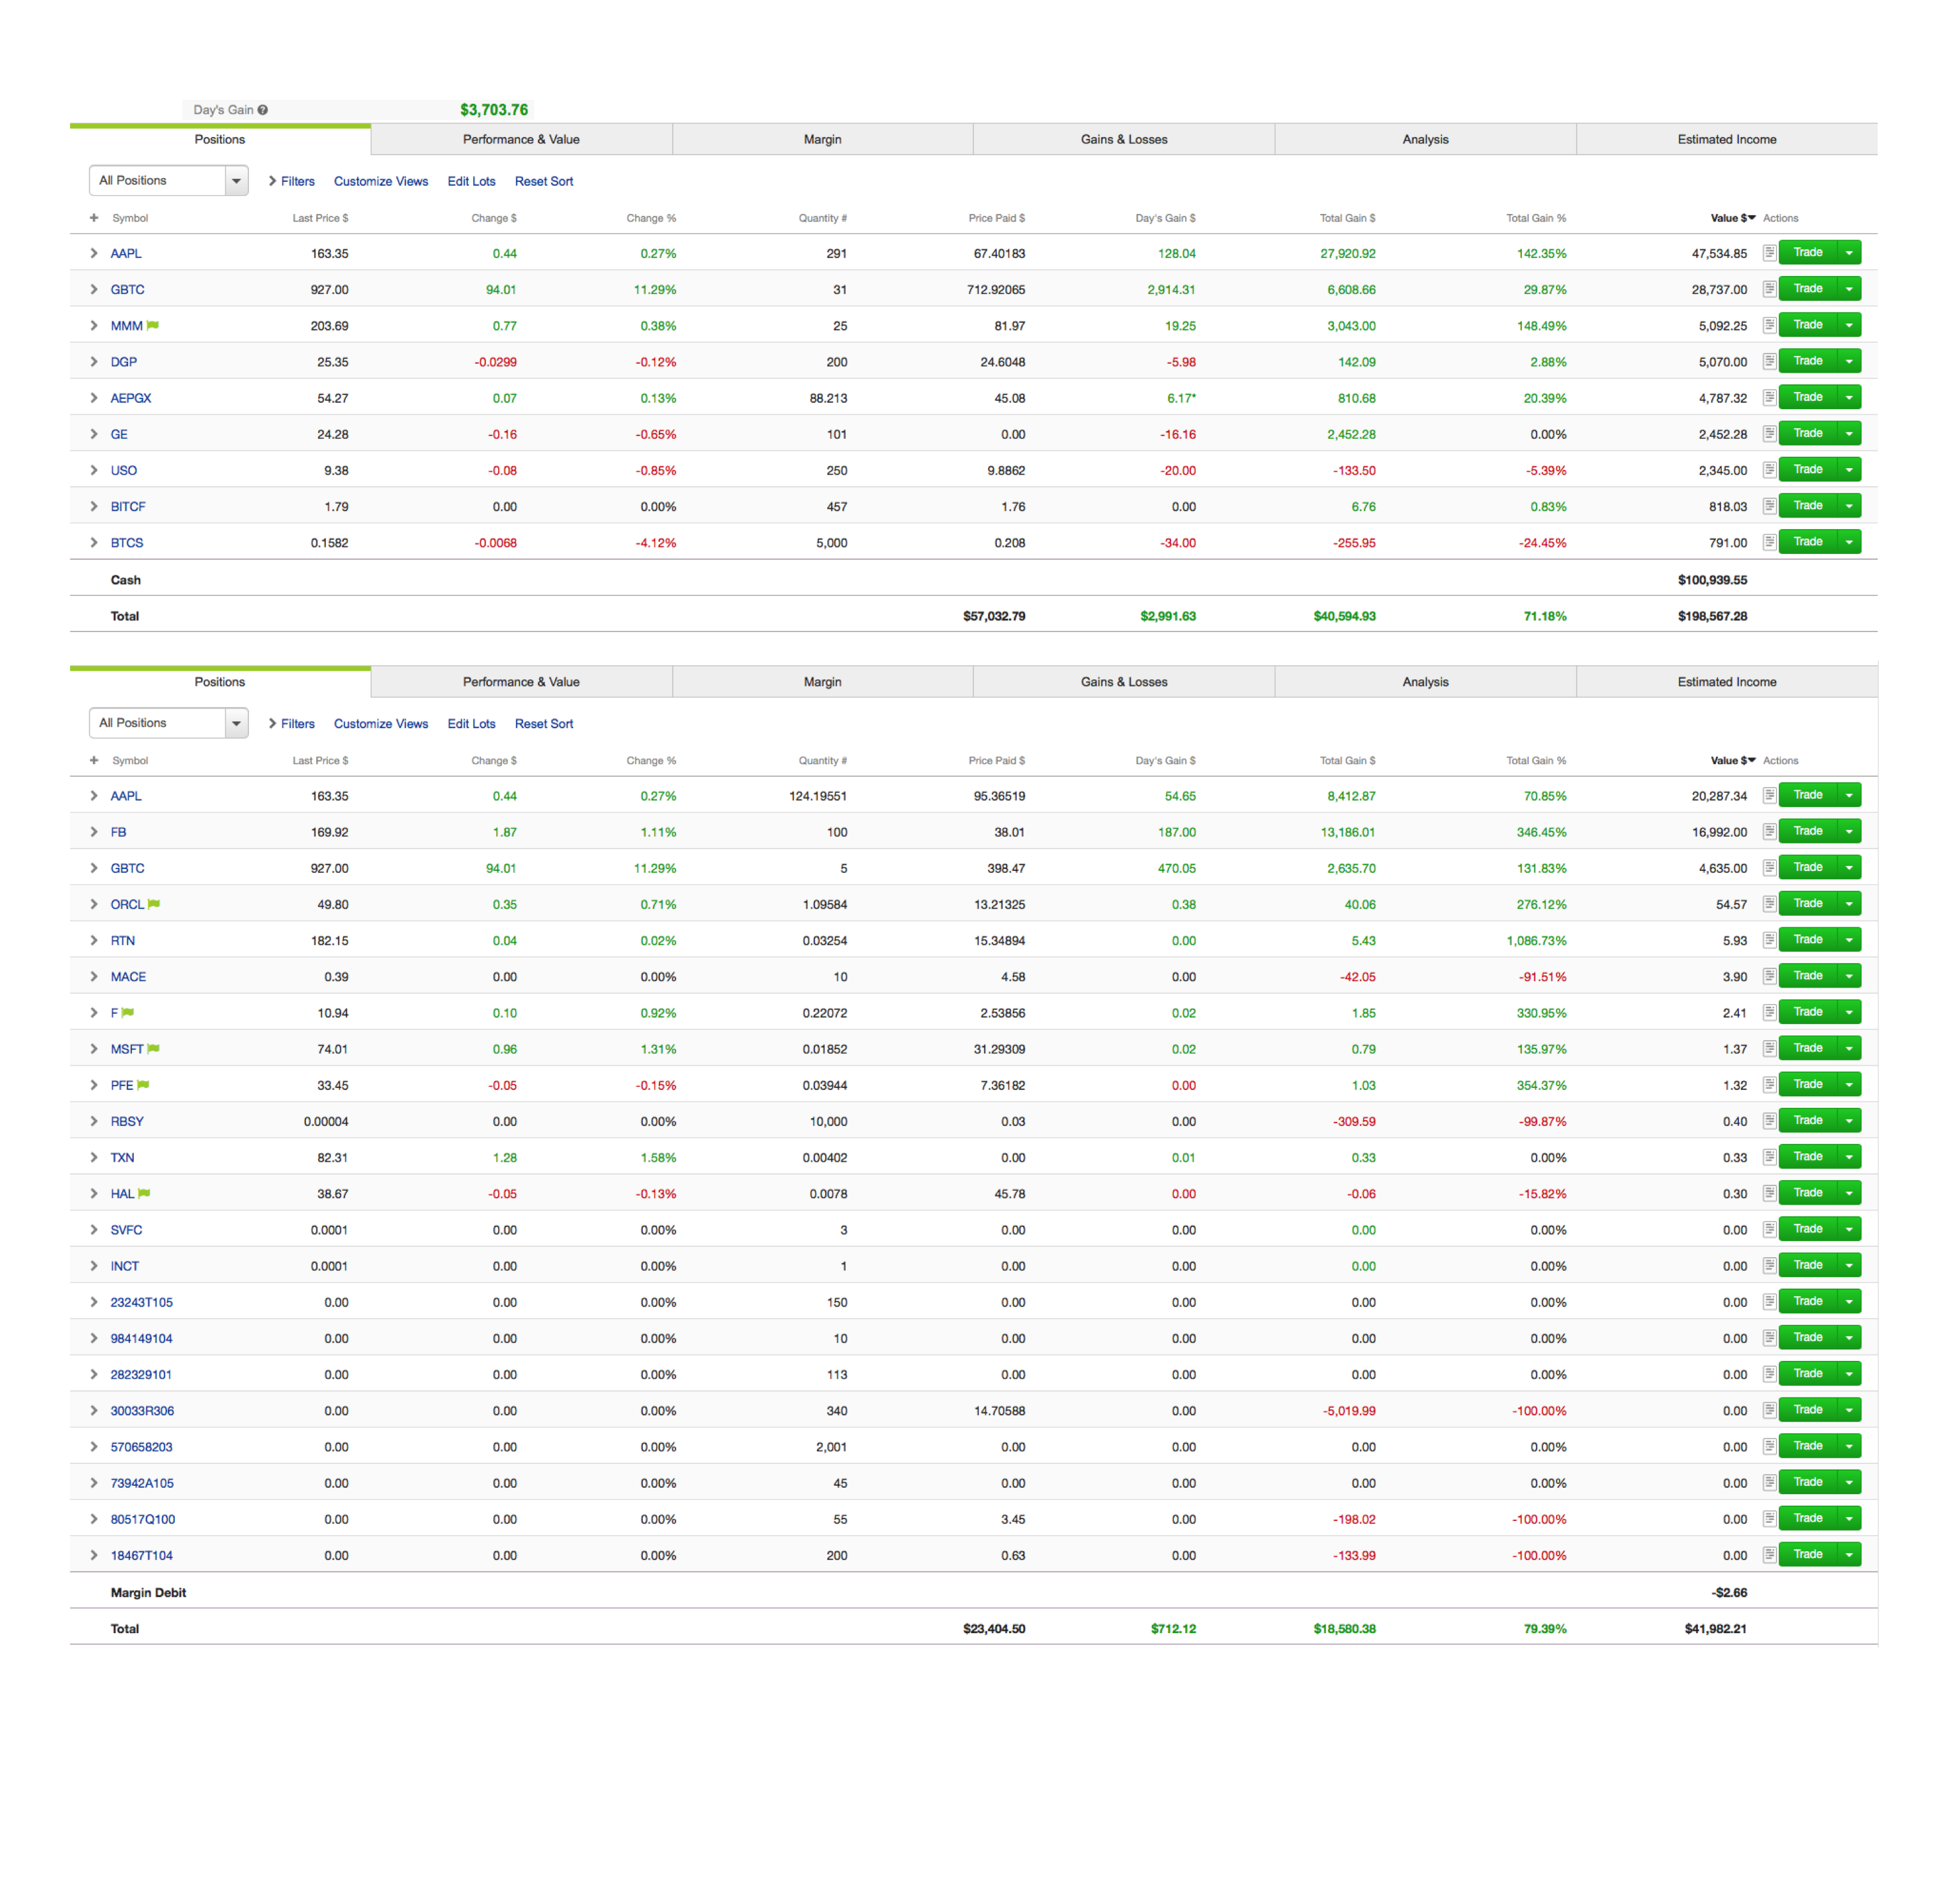 Day's Gain ? $3,703.76
Positions Performance & Value Margin Gains & Losses Analysis Estimated Income
All Positions Filters Customize Views Edit Lots Reset Sort
+ Symbol Last Price $ Change $ Change % Quantity # Price Paid $ Day's Gain $ Total Gain $ Total Gain % Value $ Actions
AAPL 163.35 0.44 0.27% 291 67.40183 128.04 27,920.92 142.35% 47,534.85 Trade
GBTC 927.00 94.01 11.29% 31 712.92065 2,914.31 6,608.66 29.87% 28,737.00 Trade
MMM 203.69 0.77 0.38% 25 81.97 19.25 3,043.00 148.49% 5,092.25 Trade
DGP 25.35 -0.0299 -0.12% 200 24.6048 -5.98 142.09 2.88% 5,070.00 Trade
AEPGX 54.27 0.07 0.13% 88.213 45.08 6.17* 810.68 20.39% 4,787.32 Trade
GE 24.28 -0.16 -0.65% 101 0.00 -16.16 2,452.28 0.00% 2,452.28 Trade
USO 9.38 -0.08 -0.85% 250 9.8862 -20.00 -133.50 -5.39% 2,345.00 Trade
BITCF 1.79 0.00 0.00% 457 1.76 0.00 6.76 0.83% 818.03 Trade
BTCS 0.1582 -0.0068 -4.12% 5,000 0.208 -34.00 -255.95 -24.45% 791.00 Trade
Cash $100,939.55
Total $57,032.79 $2,991.63 $40,594.93 71.18% $198,567.28
Positions Performance & Value Margin Gains & Losses Analysis Estimated Income
All Positions Filters Customize Views Edit Lots Reset Sort
+ Symbol Last Price $ Change $ Change % Quantity # Price Paid $ Day's Gain $ Total Gain $ Total Gain % Value $ Actions
AAPL 163.35 0.44 0.27% 124.19551 95.36519 54.65 8,412.87 70.85% 20,287.34 Trade
FB 169.92 1.87 1.11% 100 38.01 187.00 13,186.01 346.45% 16,992.00 Trade
GBTC 927.00 94.01 11.29% 5 398.47 470.05 2,635.70 131.83% 4,635.00 Trade
ORCL 49.80 0.35 0.71% 1.09584 13.21325 0.38 40.06 276.12% 54.57 Trade
RTN 182.15 0.04 0.02% 0.03254 15.34894 0.00 5.43 1,086.73% 5.93 Trade
MACE 0.39 0.00 0.00% 10 4.58 0.00 -42.05 -91.51% 3.90 Trade
F 10.94 0.10 0.92% 0.22072 2.53856 0.02 1.85 330.95% 2.41 Trade
MSFT 74.01 0.96 1.31% 0.01852 31.29309 0.02 0.79 135.97% 1.37 Trade
PFE 33.45 -0.05 -0.15% 0.03944 7.36182 0.00 1.03 354.37% 1.32 Trade
RBSY 0.00004 0.00 0.00% 10,000 0.03 0.00 -309.59 -99.87% 0.40 Trade
TXN 82.31 1.28 1.58% 0.00402 0.00 0.01 0.33 0.00% 0.33 Trade
HAL 38.67 -0.05 -0.13% 0.0078 45.78 0.00 -0.06 -15.82% 0.30 Trade
SVFC 0.0001 0.00 0.00% 3 0.00 0.00 0.00 0.00% 0.00 Trade
INCT 0.0001 0.00 0.00% 1 0.00 0.00 0.00 0.00% 0.00 Trade
23243T105 0.00 0.00 0.00% 150 0.00 0.00 0.00 0.00% 0.00 Trade
984149104 0.00 0.00 0.00% 10 0.00 0.00 0.00 0.00% 0.00 Trade
282329101 0.00 0.00 0.00% 113 0.00 0.00 0.00 0.00% 0.00 Trade
30033R306 0.00 0.00 0.00% 340 14.70588 0.00 -5,019.99 -100.00% 0.00 Trade
570658203 0.00 0.00 0.00% 2,001 0.00 0.00 0.00 0.00% 0.00 Trade
73942A105 0.00 0.00 0.00% 45 0.00 0.00 0.00 0.00% 0.00 Trade
80517Q100 0.00 0.00 0.00% 55 3.45 0.00 -198.02 -100.00% 0.00 Trade
18467T104 0.00 0.00 0.00% 200 0.63 0.00 -133.99 -100.00% 0.00 Trade
Margin Debit -$2.66
Total $23,404.50 $712.12 $18,580.38 79.39% $41,982.21